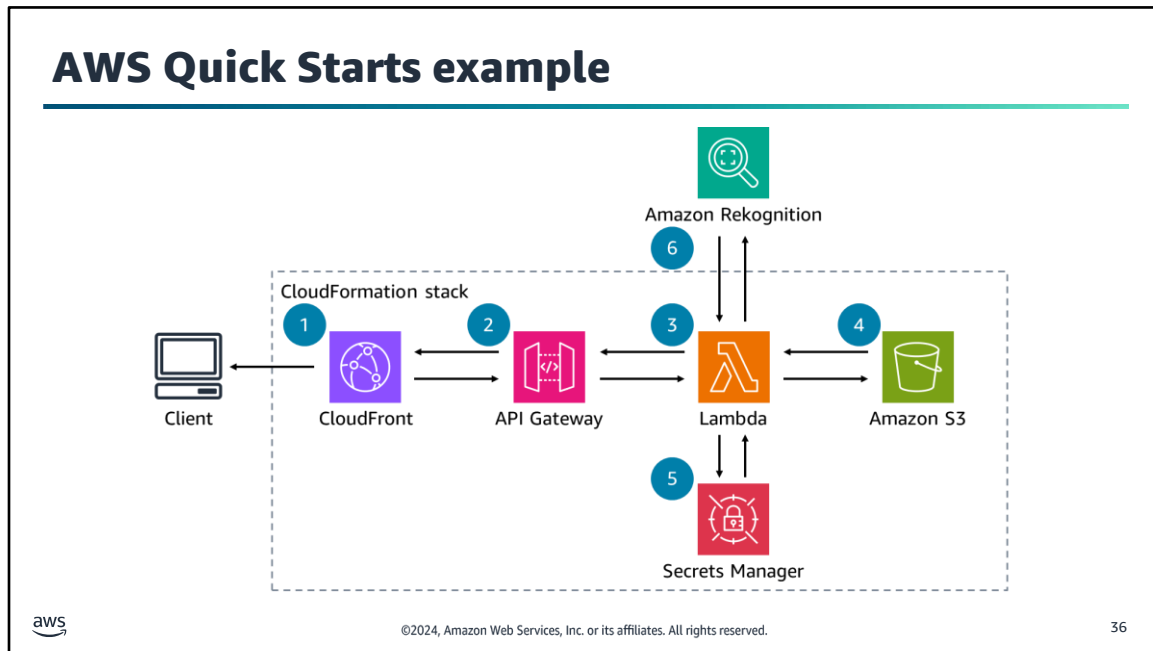 AWS Quick Starts example
Amazon Rekognition
6
CloudFormation stack
1
2
3
4
Client
CloudFront
API Gateway
Lambda
Amazon S3
5
Secrets Manager
aws
©2024, Amazon Web Services, Inc. or its affiliates. All rights reserved.
36